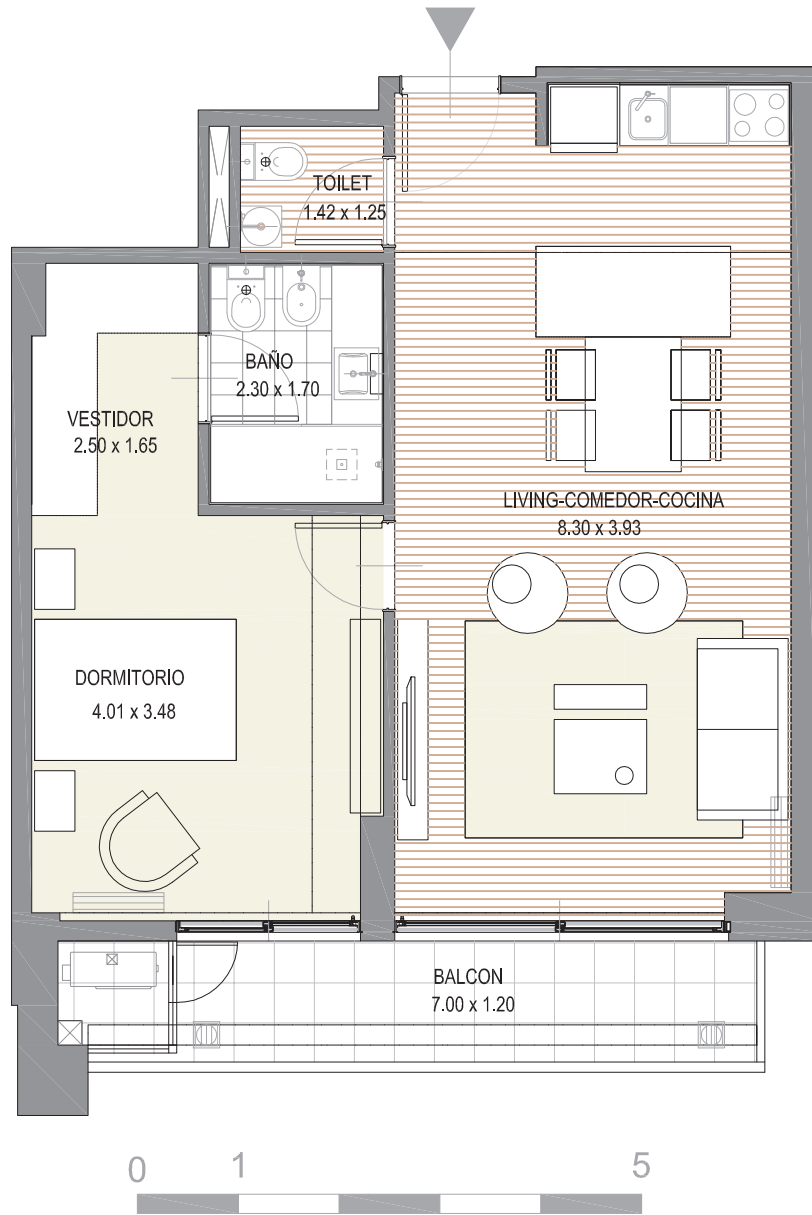 TOILET
1.42 x 1.25
BAÑO
2.30 x 1.70
VESTIDOR
2.50 x 1.65
LIVING-COMEDOR-COCINA
8.30 x 3.93
DORMITORIO
4.01 x 3.48
BALCON
7.00 x 1.20
0 1 5